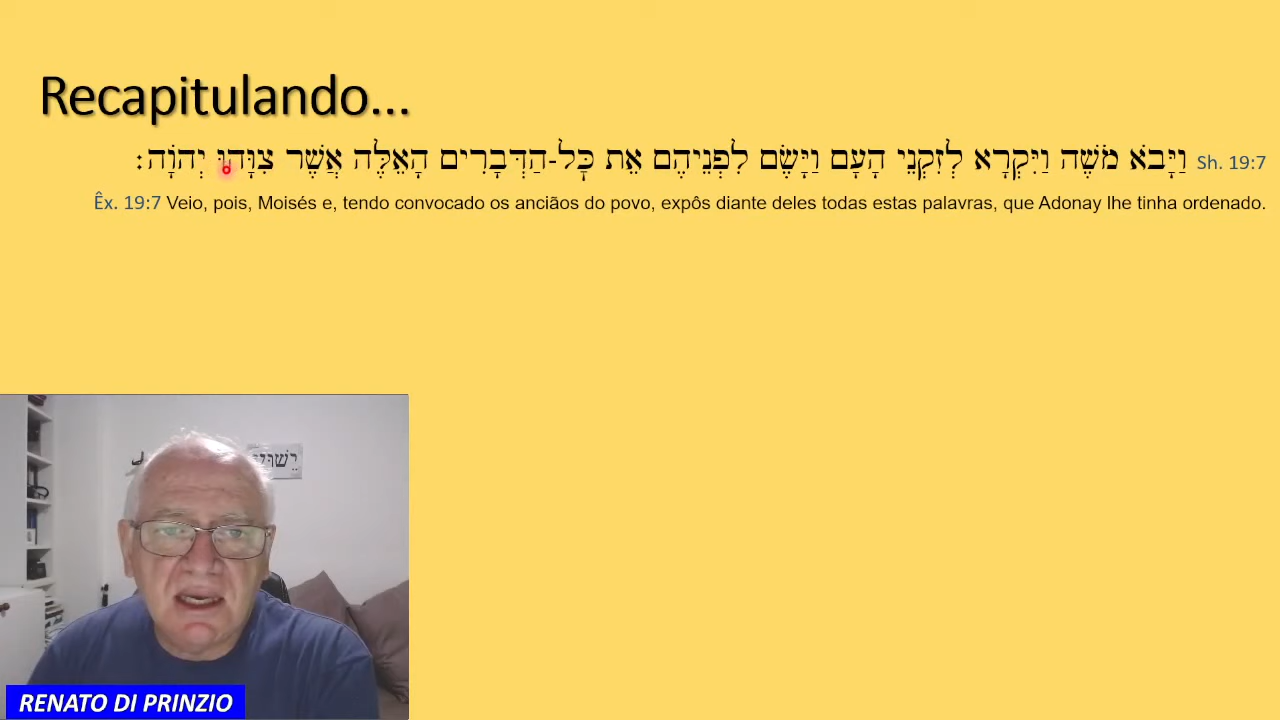 Recapitulando...
Sh. 19:7 וַיָּבֹא מֹשֶׁה וַיִּקְרָא לְזִקְנֵי הָעָם וַיָּשֶׂם לִפְנֵיהֶם אֵת כָּל-הַדְּבָרִים הָאֵלֶּה אֲשֶׁר צִוָּהוּ יְהוָֹה:
Êx. 19:7 Veio, pois, Moisés e, tendo convocado os anciãos do povo, expôs diante deles todas estas palavras, que Adonay lhe tinha ordenado.
RENATO DI PRINZIO